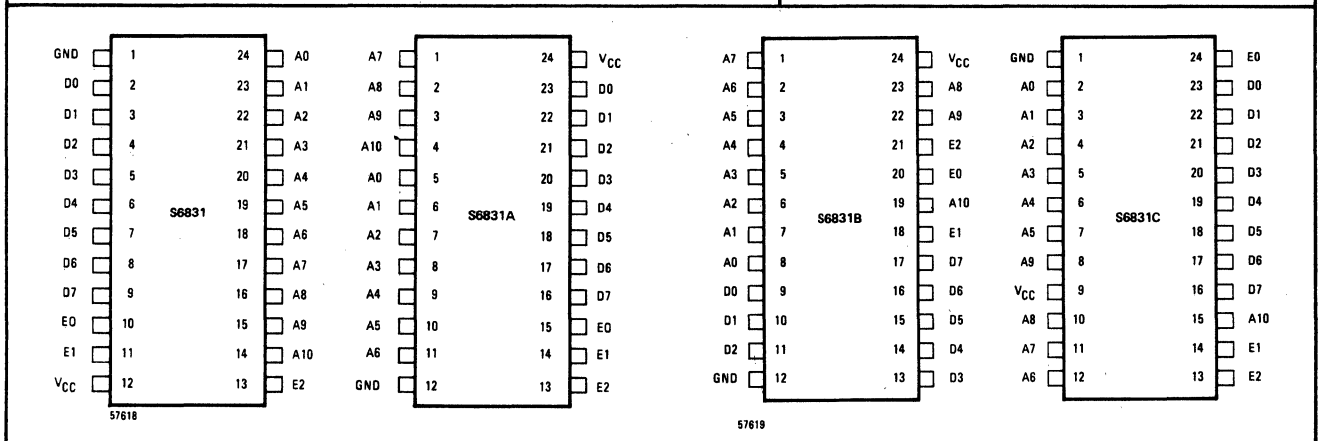 GND 1 24 A0 A7 1 24 VCC A7 1 24 VCC GND 1 24 E0
D0 2 23 A1 A8 2 23 D0 A6 2 23 A8 A0 2 23 D0
D1 3 22 A2 A9 3 22 D1 A5 3 22 A9 A1 3 22 D1
D2 4 21 A3 A10 4 21 D2 A4 4 21 E2 A2 4 21 D2
D3 5 20 A4 A0 5 20 D3 A3 5 20 E0 A3 5 20 D3
D4 6 S6831 19 A5 A1 6 S6831A 19 D4 A2 6 S6831B 19 A10 A4 6 S6831C 19 D4
D5 7 18 A6 A2 7 18 D5 A1 7 18 E1 A5 7 18 D5
D6 8 17 A7 A3 8 17 D6 A0 8 17 D7 A9 8 17 D6
D7 9 16 A8 A4 9 16 D7 D0 9 16 D6 VCC 9 16 D7
E0 10 15 A9 A5 10 15 E0 D1 10 15 D5 A8 10 15 A10
E1 11 14 A10 A6 11 14 E1 D2 11 14 D4 A7 11 14 E1
VCC 12 13 E2 GND 12 13 E2 GND 12 13 D3 A6 12 13 E2
57618 57619